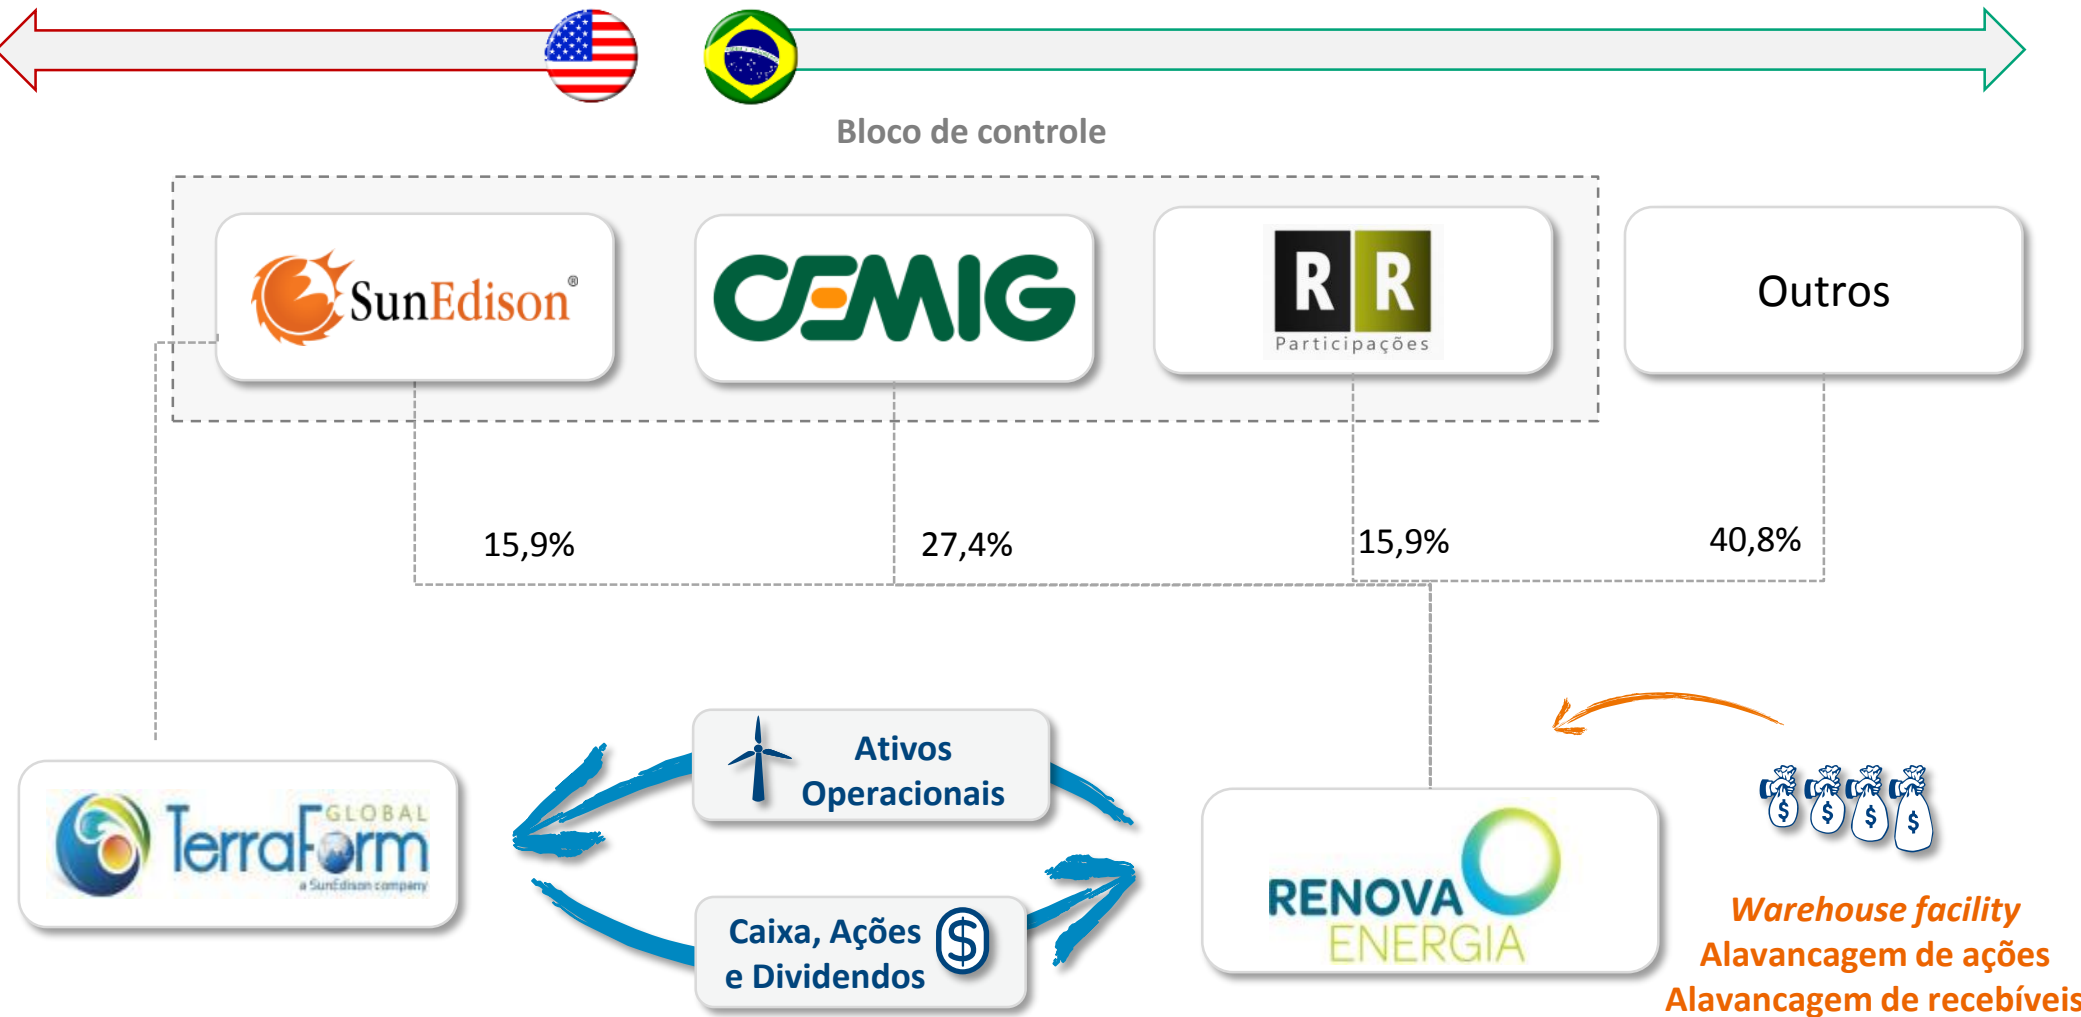 Bloco de controle
SunEdison®
CEMIG
R R
Participações
Outros
15,9%
27,4%
15,9%
40,8%
Ativos
Operacionais
GLOBAL
TerraForm
a SunEdison company
RENOVA
ENERGIA
Caixa, Ações
e Dividendos
$
$ $ $ $
Warehouse facility
Alavancagem de ações
Alavancagem de recebíveis